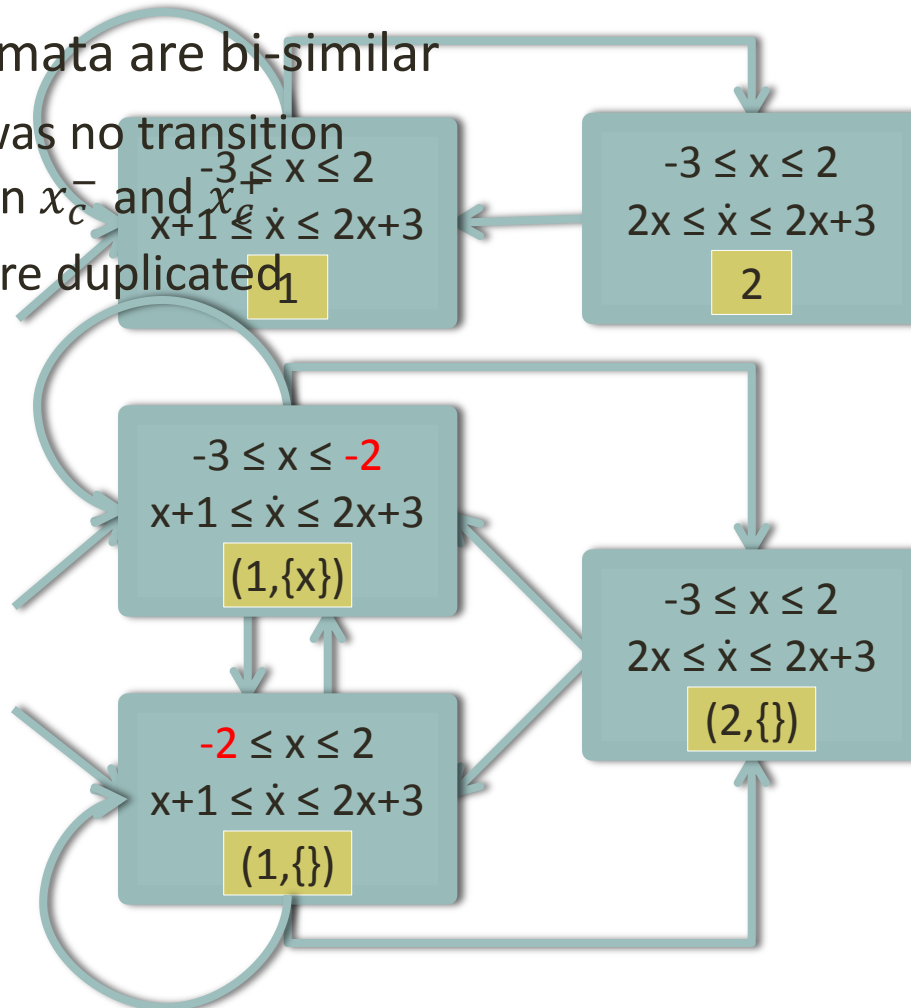 mata are bi-similar
was no transition
n x_c^- and x_c^+
re duplicated
-3 ≤ x ≤ 2
x+1 ≤ ẋ ≤ 2x+3
1
-3 ≤ x ≤ 2
2x ≤ ẋ ≤ 2x+3
2
-3 ≤ x ≤ -2
x+1 ≤ ẋ ≤ 2x+3
(1,{x})
-3 ≤ x ≤ 2
2x ≤ ẋ ≤ 2x+3
(2,{})
-2 ≤ x ≤ 2
x+1 ≤ ẋ ≤ 2x+3
(1,{})